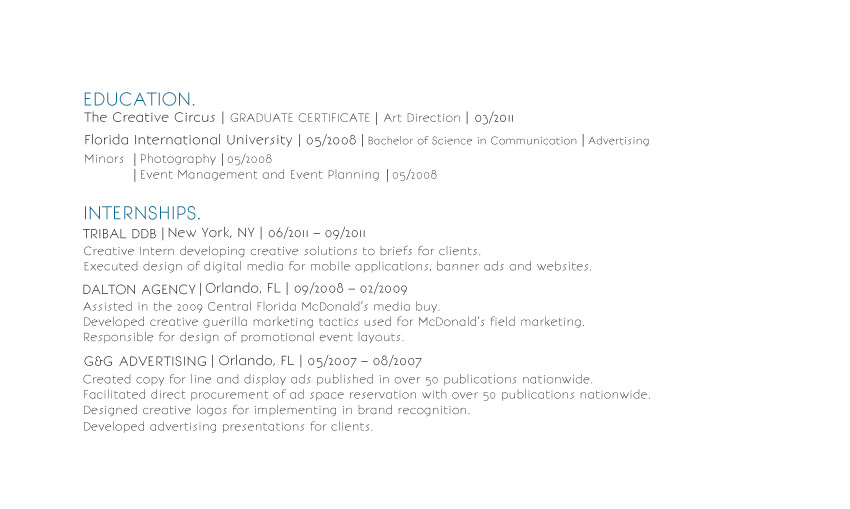 EDUCATION.
The Creative Circus | GRADUATE CERTIFICATE | Art Direction | 03/2011
Florida International University | 05/2008 | Bachelor of Science in Communication | Advertising
Minors | Photography | 05/2008
| Event Management and Event Planning | 05/2008
INTERNSHIPS.
TRIBAL DDB | New York, NY | 06/2011 – 09/2011
Creative Intern developing creative solutions to briefs for clients.
Executed design of digital media for mobile applications, banner ads and websites.
DALTON AGENCY | Orlando, FL | 09/2008 – 02/2009
Assisted in the 2009 Central Florida McDonald's media buy.
Developed creative guerilla marketing tactics used for McDonald's field marketing.
Responsible for design of promotional event layouts.
G&G ADVERTISING | Orlando, FL | 05/2007 – 08/2007
Created copy for line and display ads published in over 50 publications nationwide.
Facilitated direct procurement of ad space reservation with over 50 publications nationwide.
Designed creative logos for implementing in brand recognition.
Developed advertising presentations for clients.